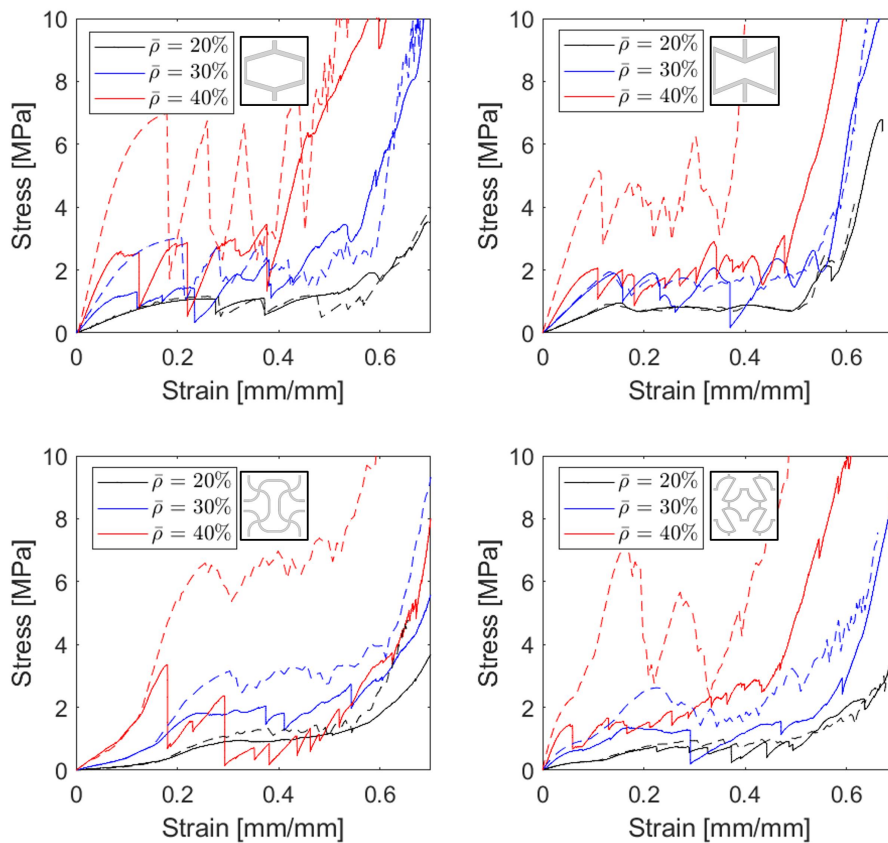 10
8
6
4
2
0
Stress [MPa]
ρ̄ = 20%
ρ̄ = 30%
ρ̄ = 40%
0 0.2 0.4 0.6
Strain [mm/mm]
10
8
6
4
2
0
Stress [MPa]
ρ̄ = 20%
ρ̄ = 30%
ρ̄ = 40%
0 0.2 0.4 0.6
Strain [mm/mm]
10
8
6
4
2
0
Stress [MPa]
ρ̄ = 20%
ρ̄ = 30%
ρ̄ = 40%
0 0.2 0.4 0.6
Strain [mm/mm]
10
8
6
4
2
0
Stress [MPa]
ρ̄ = 20%
ρ̄ = 30%
ρ̄ = 40%
0 0.2 0.4 0.6
Strain [mm/mm]